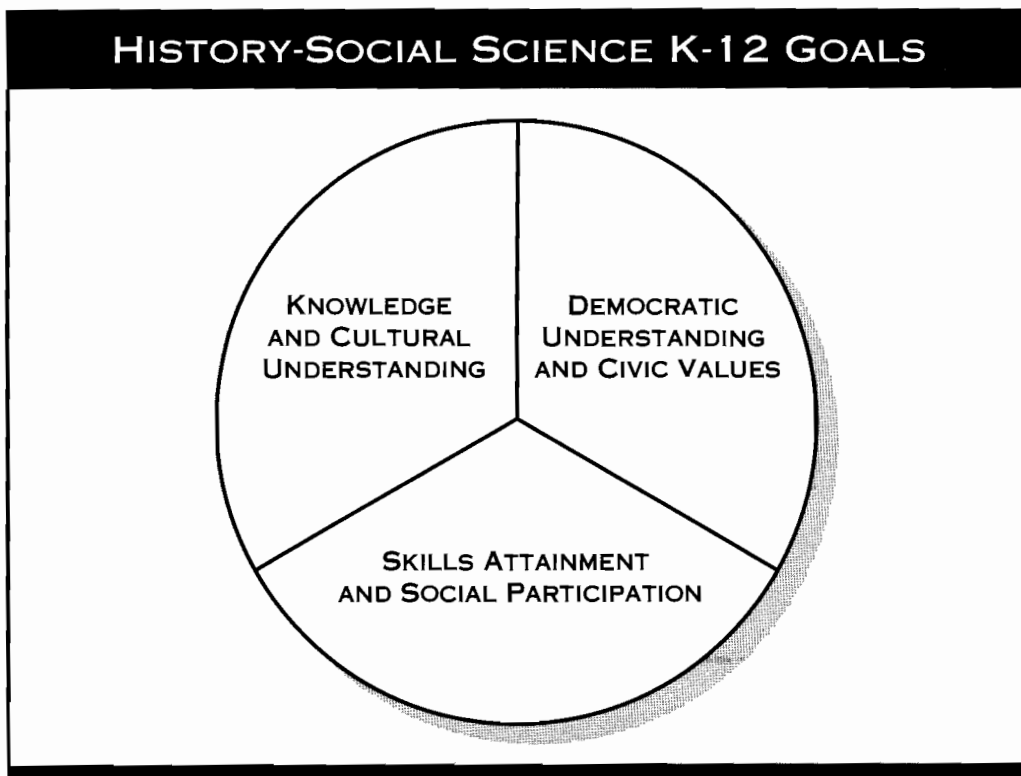 HISTORY-SOCIAL SCIENCE K-12 GOALS
KNOWLEDGE
AND CULTURAL
UNDERSTANDING
DEMOCRATIC
UNDERSTANDING
AND CIVIC VALUES
SKILLS ATTAINMENT
AND SOCIAL PARTICIPATION